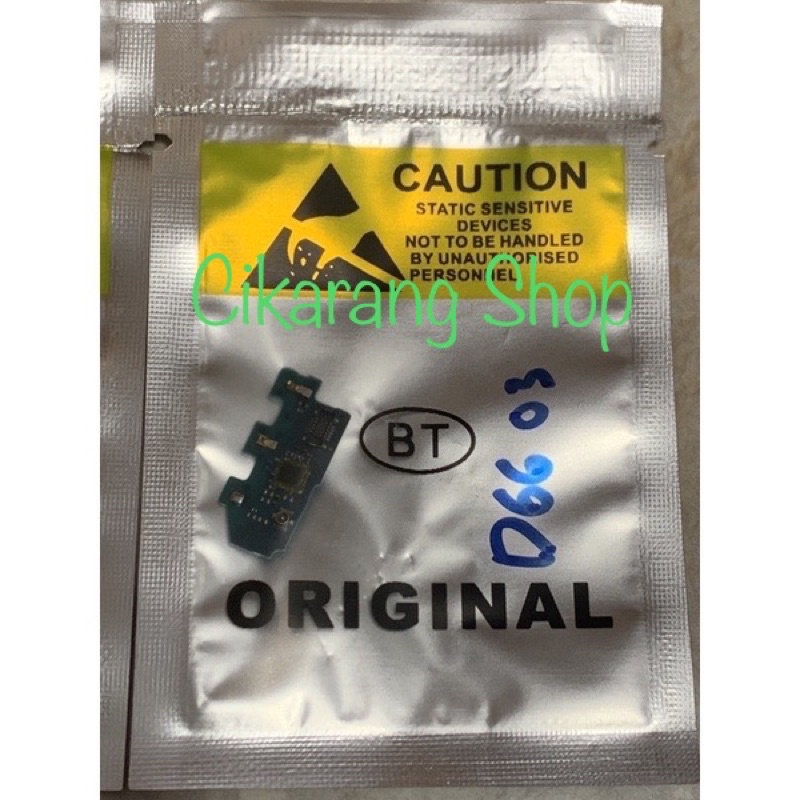 CAUTION
STATIC SENSITIVE
DEVICES
NOT TO BE HANDLED
BY UNAUTHORISED
PERSONNEL
Cikarang Shop
BT
D66 03
ORIGINAL